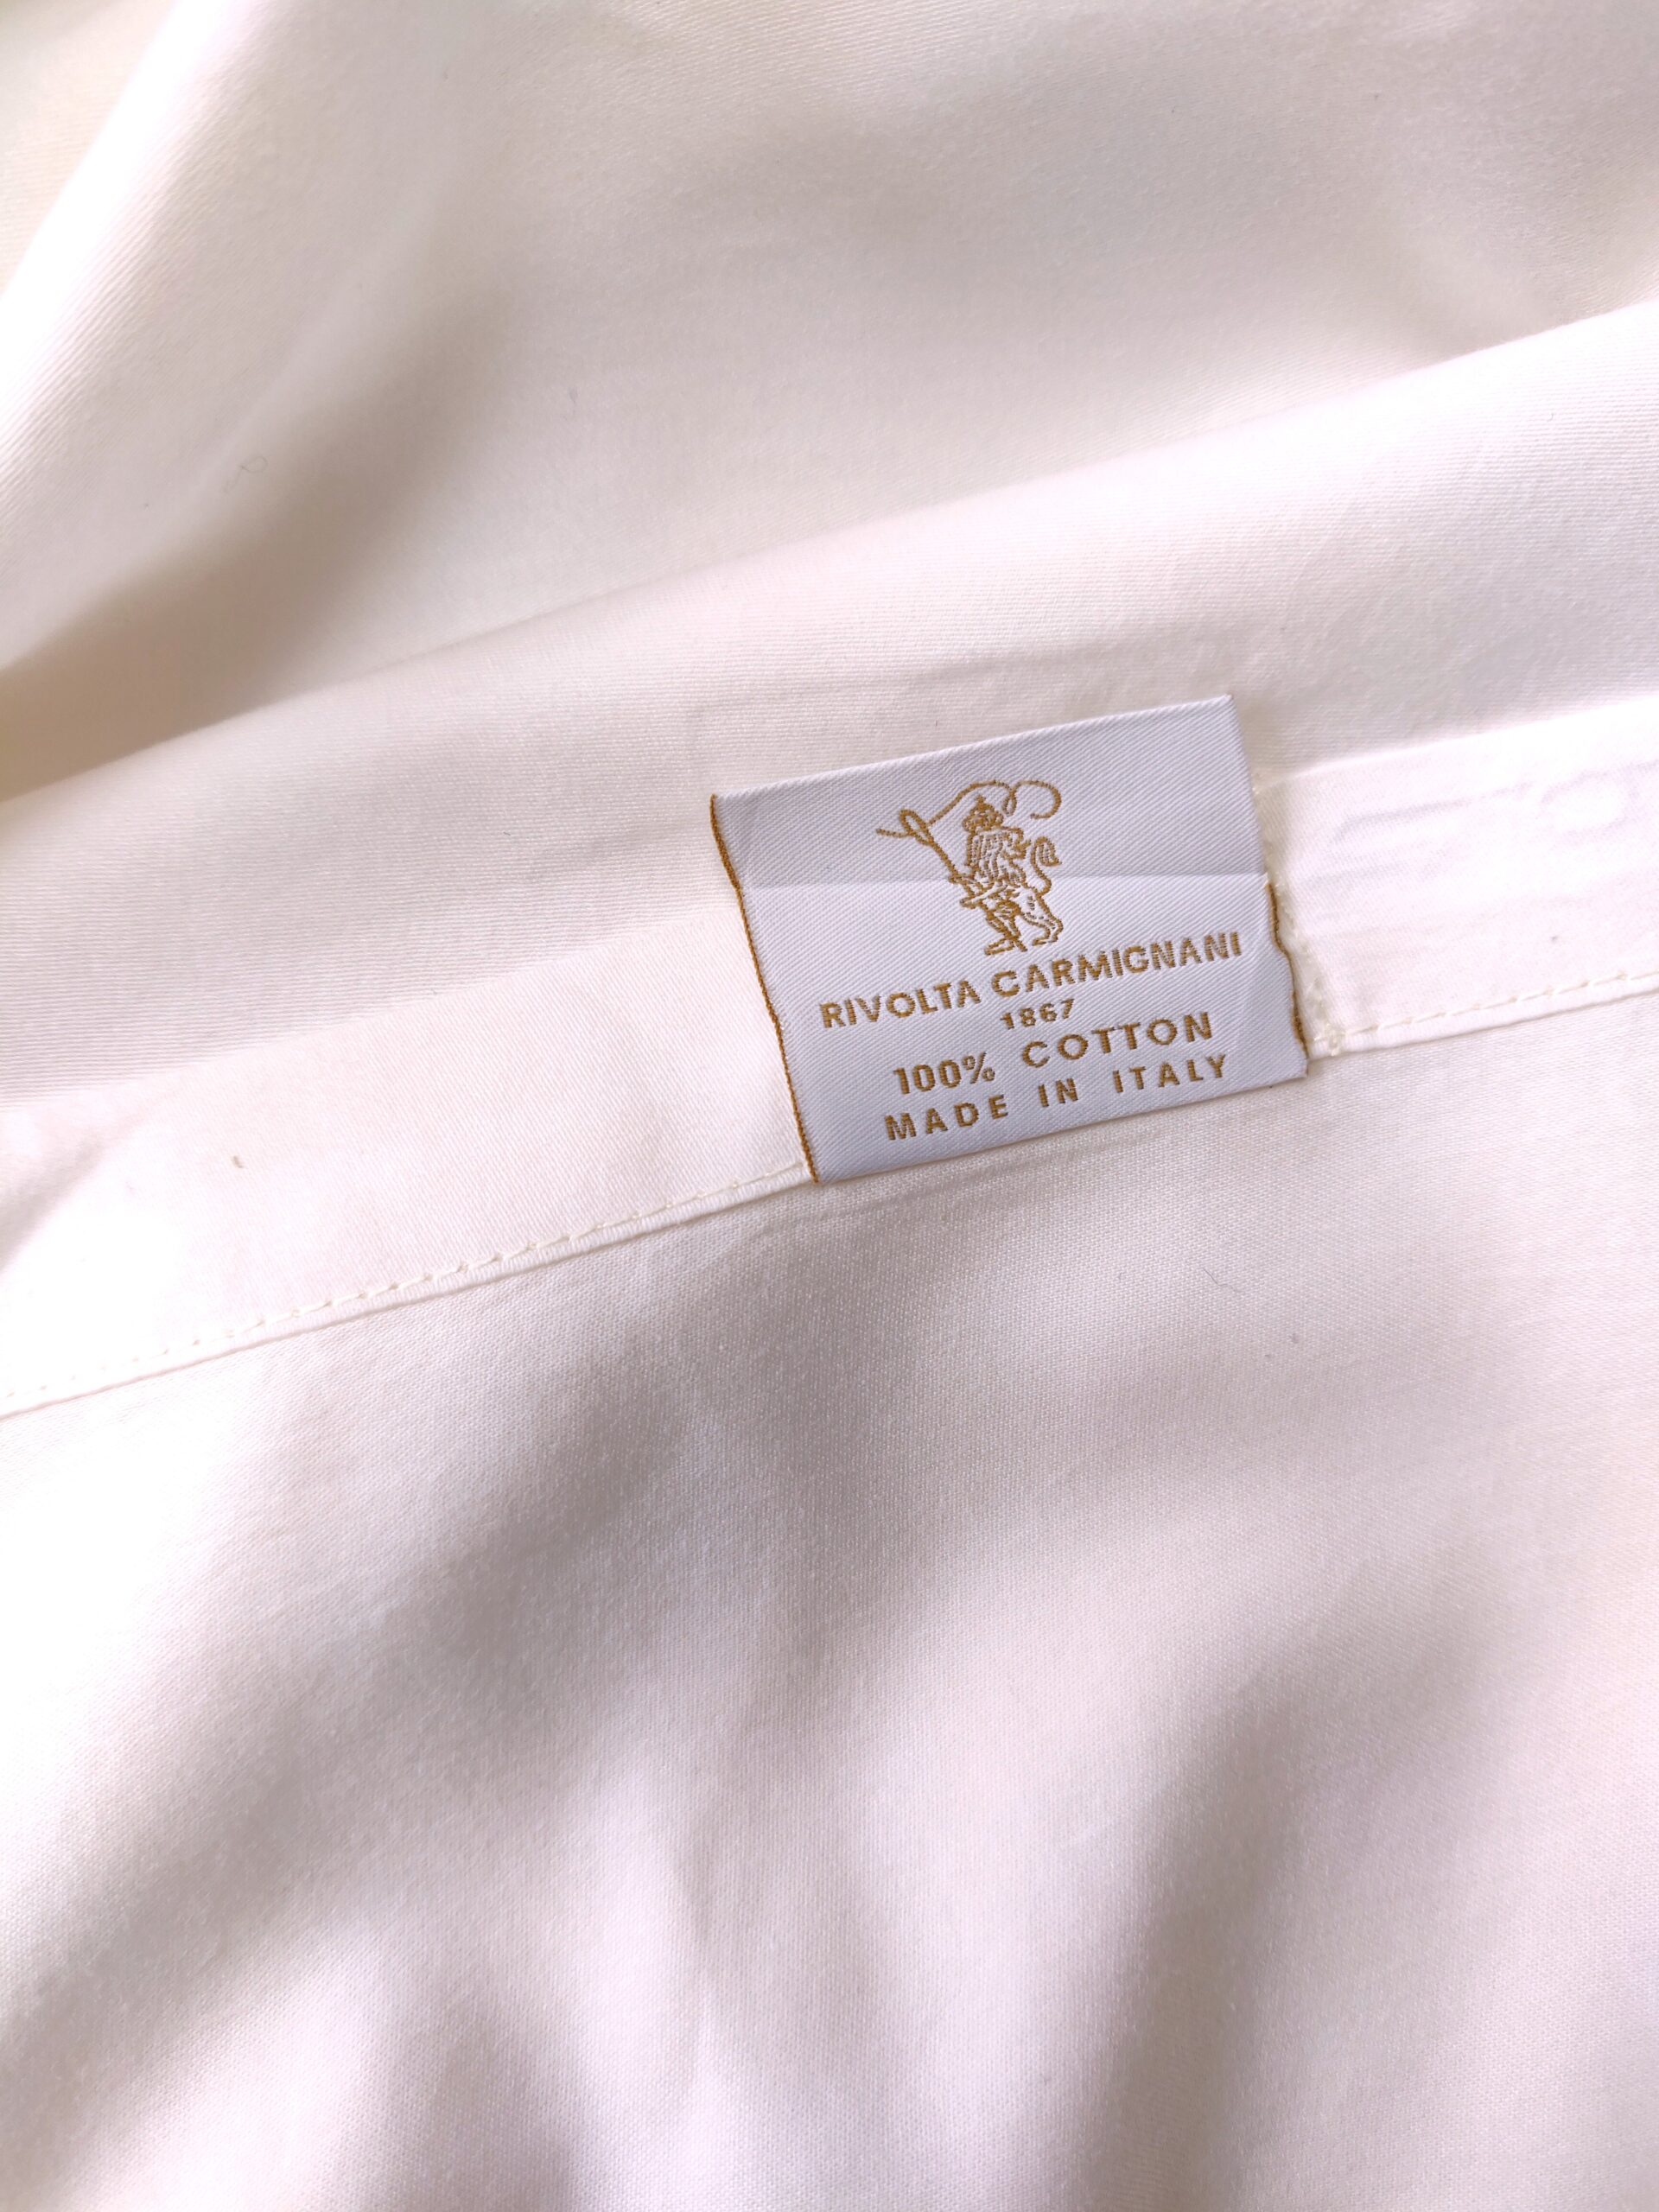 RIVOLTA CARMIGNANI
1867
100% COTTON
MADE IN ITALY